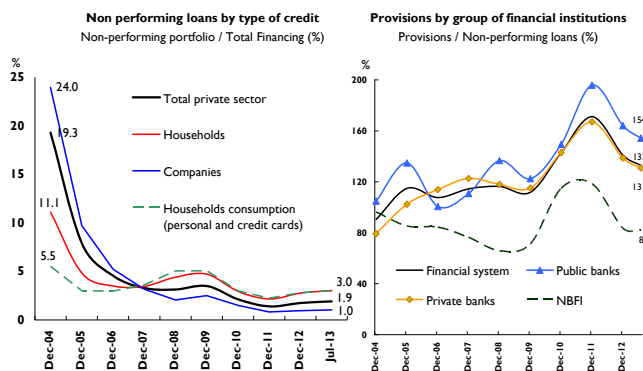 Non performing loans by type of credit
Non-performing portfolio / Total Financing (%)
%
25
20
15
10
5
0
24.0
19.3
11.1
5.5
Total private sector
Households
Companies
Households consumption
(personal and credit cards)
3.0
1.9
1.0
Dec-04
Dec-05
Dec-06
Dec-07
Dec-08
Dec-09
Dec-10
Dec-11
Dec-12
Jul-13
Provisions by group of financial institutions
Provisions / Non-performing loans (%)
%
200
160
120
80
40
0
154
13
8
Financial system
Public banks
Private banks
NBFI
Dec-04
Dec-05
Dec-06
Dec-07
Dec-08
Dec-09
Dec-10
Dec-11
Dec-12